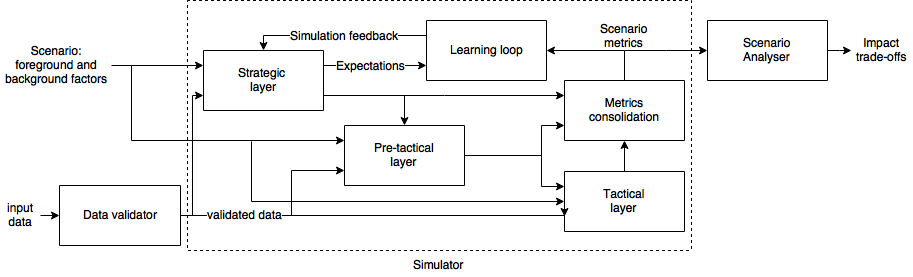 Scenario:
foreground and
background factors
Simulation feedback
Expectations
Strategic
layer
Learning loop
Scenario
metrics
Scenario
Analyser
Impact
trade-offs
Metrics
consolidation
Pre-tactical
layer
Tactical
layer
input
data
Data validator
validated data
Simulator